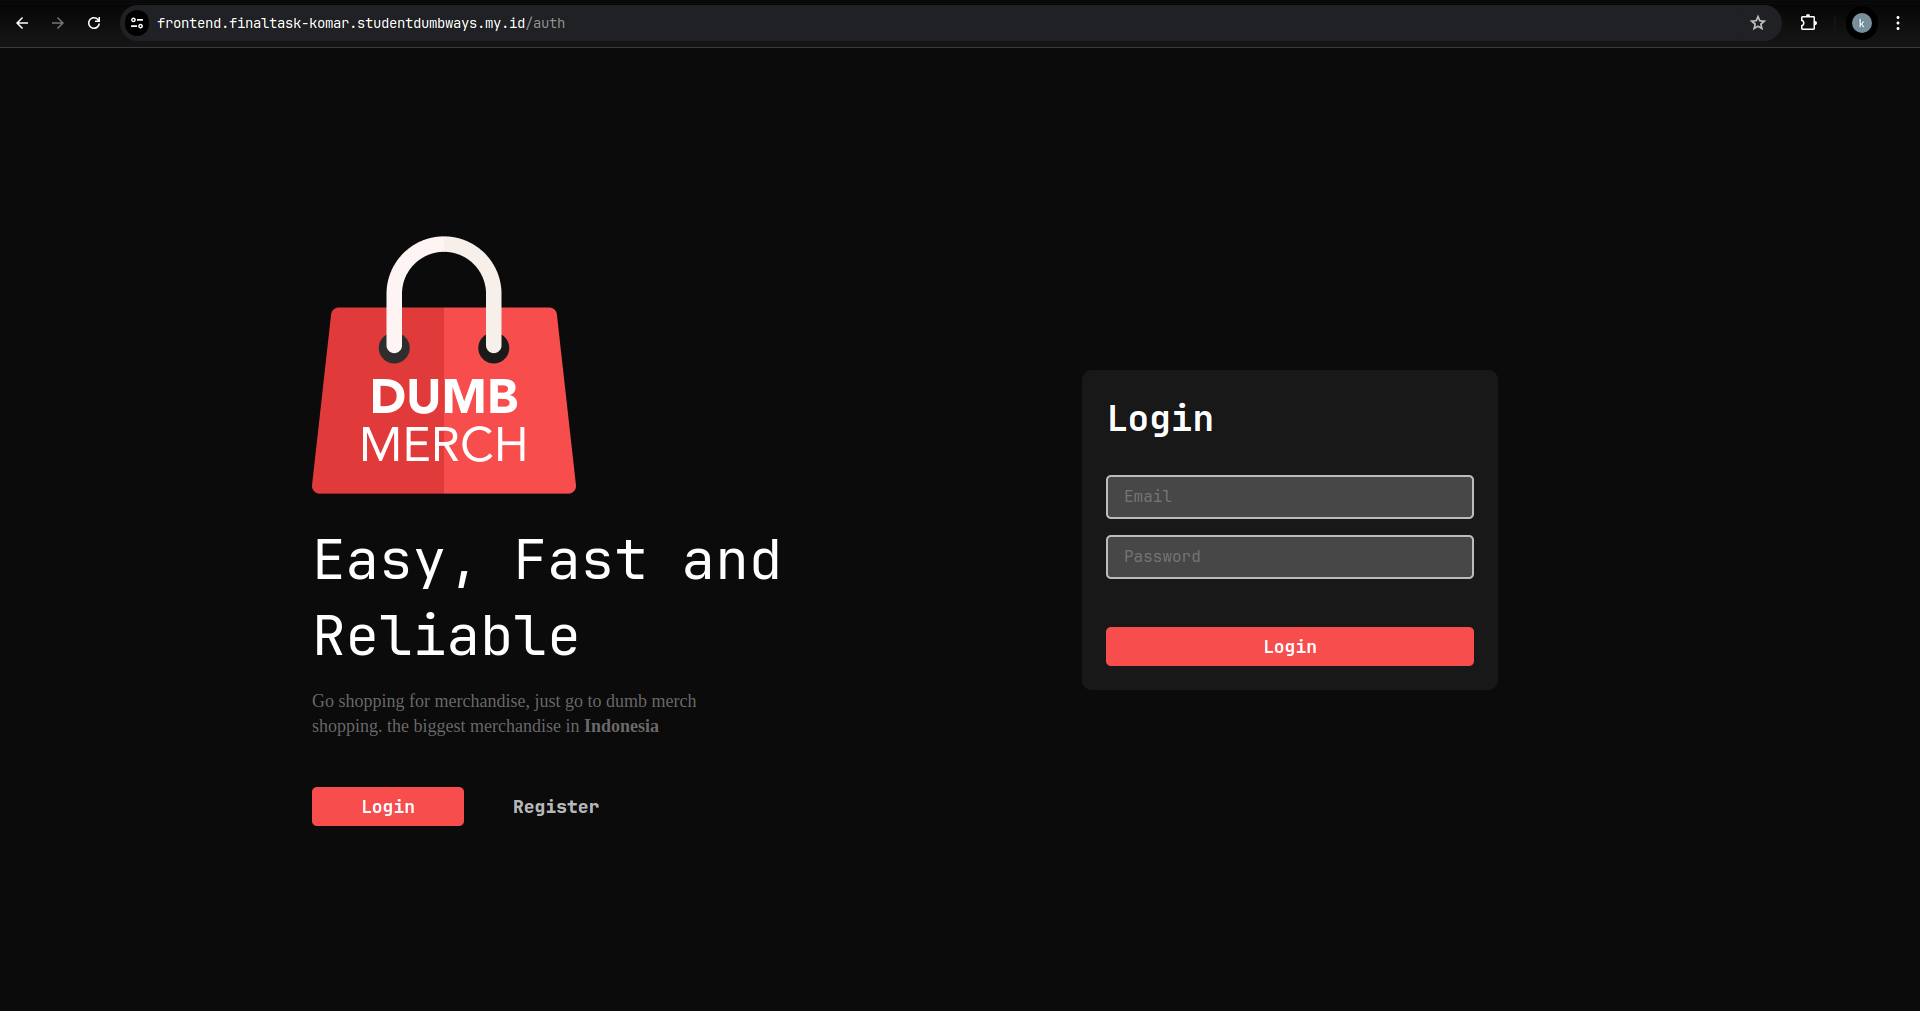 frontend.finaltask-komar.studentdumbways.my.id/auth
k
DUMB
MERCH
Easy, Fast and
Reliable
Go shopping for merchandise, just go to dumb merch
shopping. the biggest merchandise in Indonesia
Login
Register
Login
Email
Password
Login